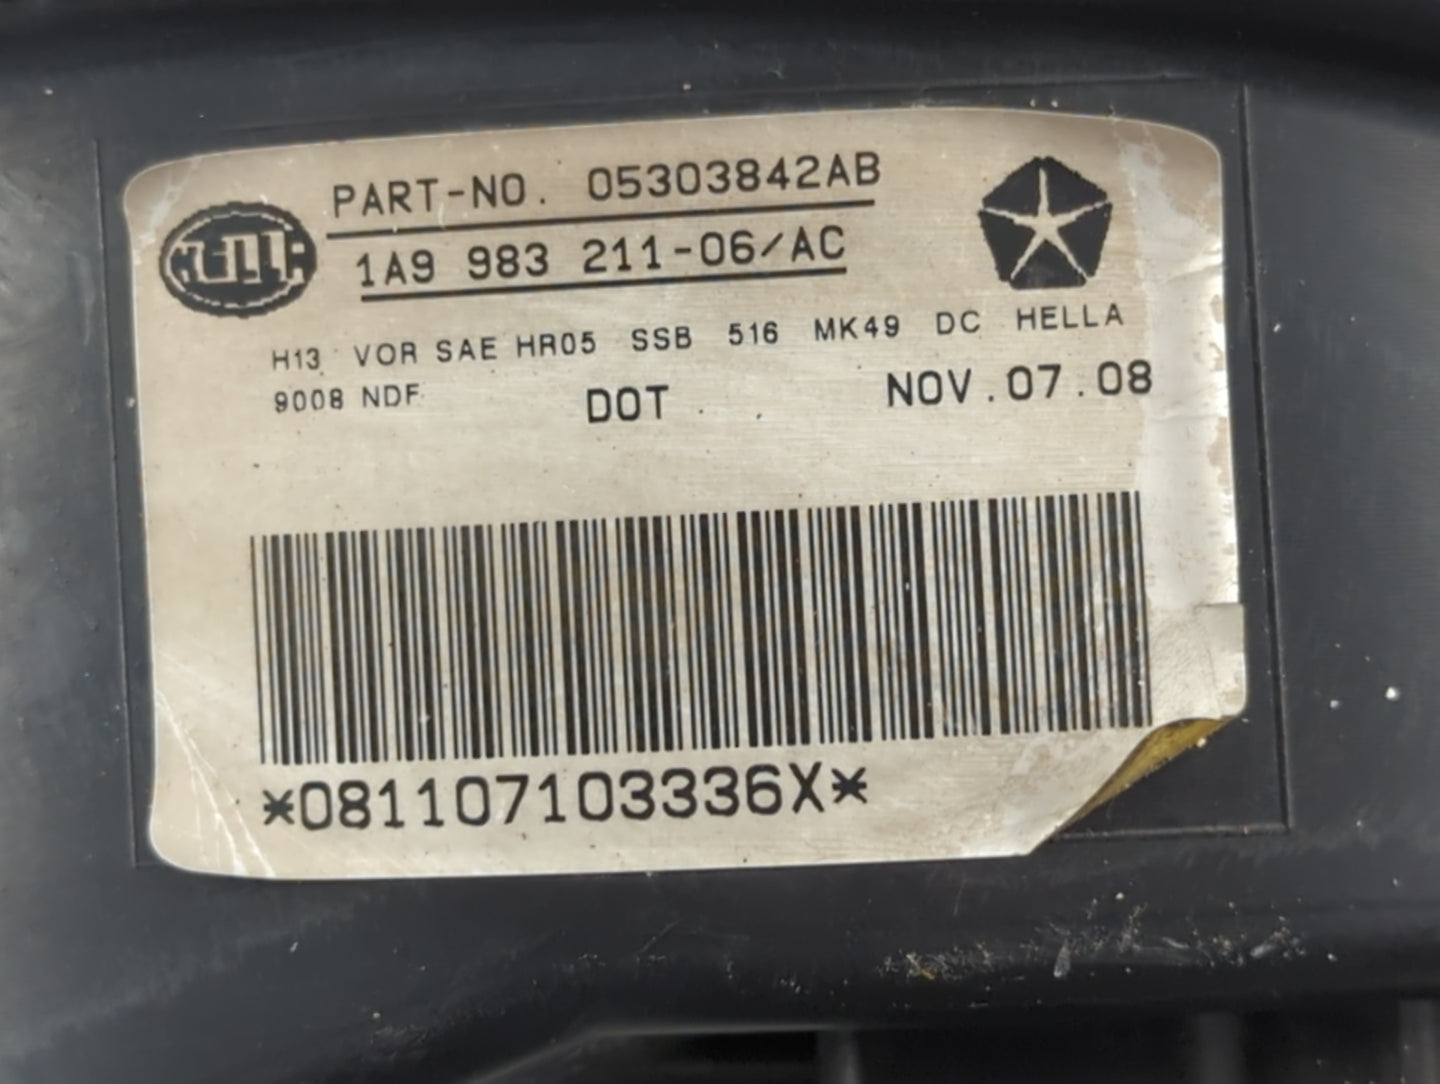 PART-NO. 05303842AB
1A9 983 211-06/AC
H13 VOR SAE HR05 SSB 516 MK49 DC HELLA
9008 NDF DOT NOV.07.08
*081107103336X*